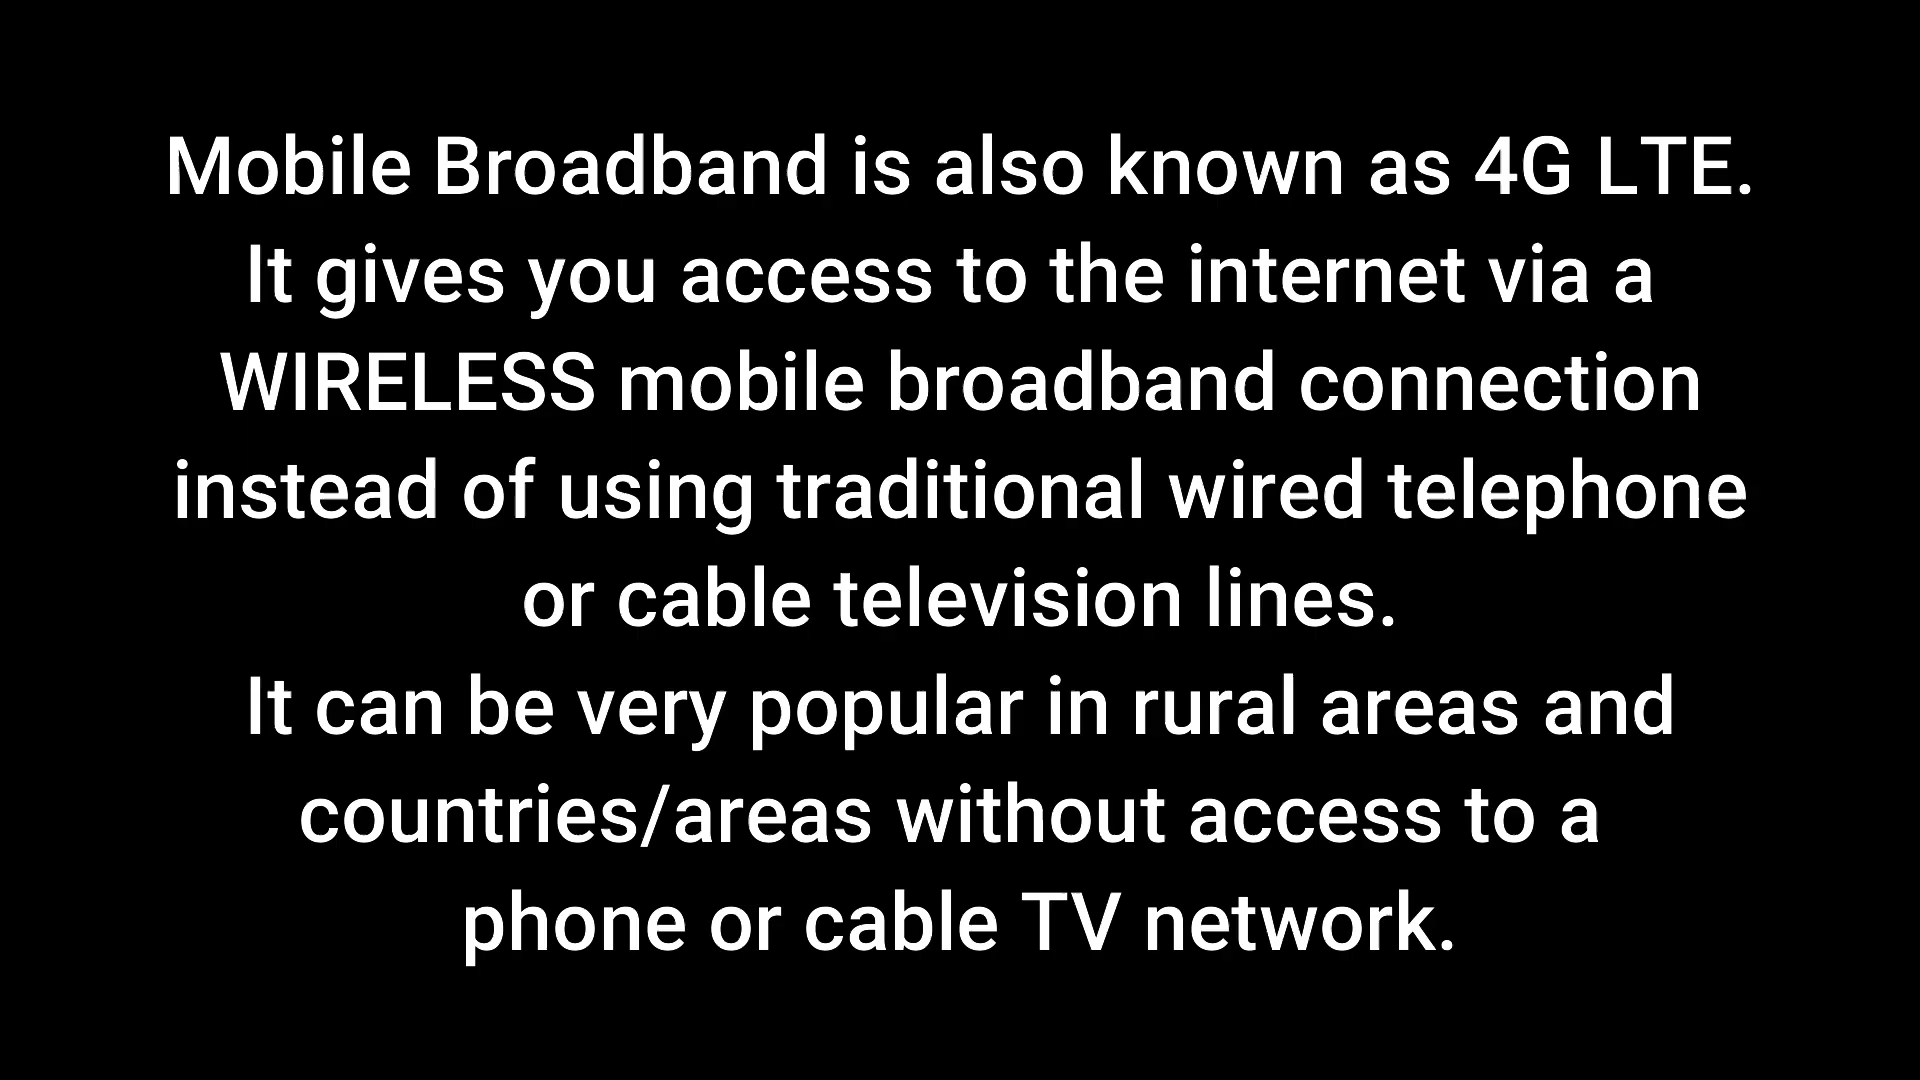 Mobile Broadband is also known as 4G LTE.
It gives you access to the internet via a
WIRELESS mobile broadband connection
instead of using traditional wired telephone
or cable television lines.
It can be very popular in rural areas and
countries/areas without access to a
phone or cable TV network.